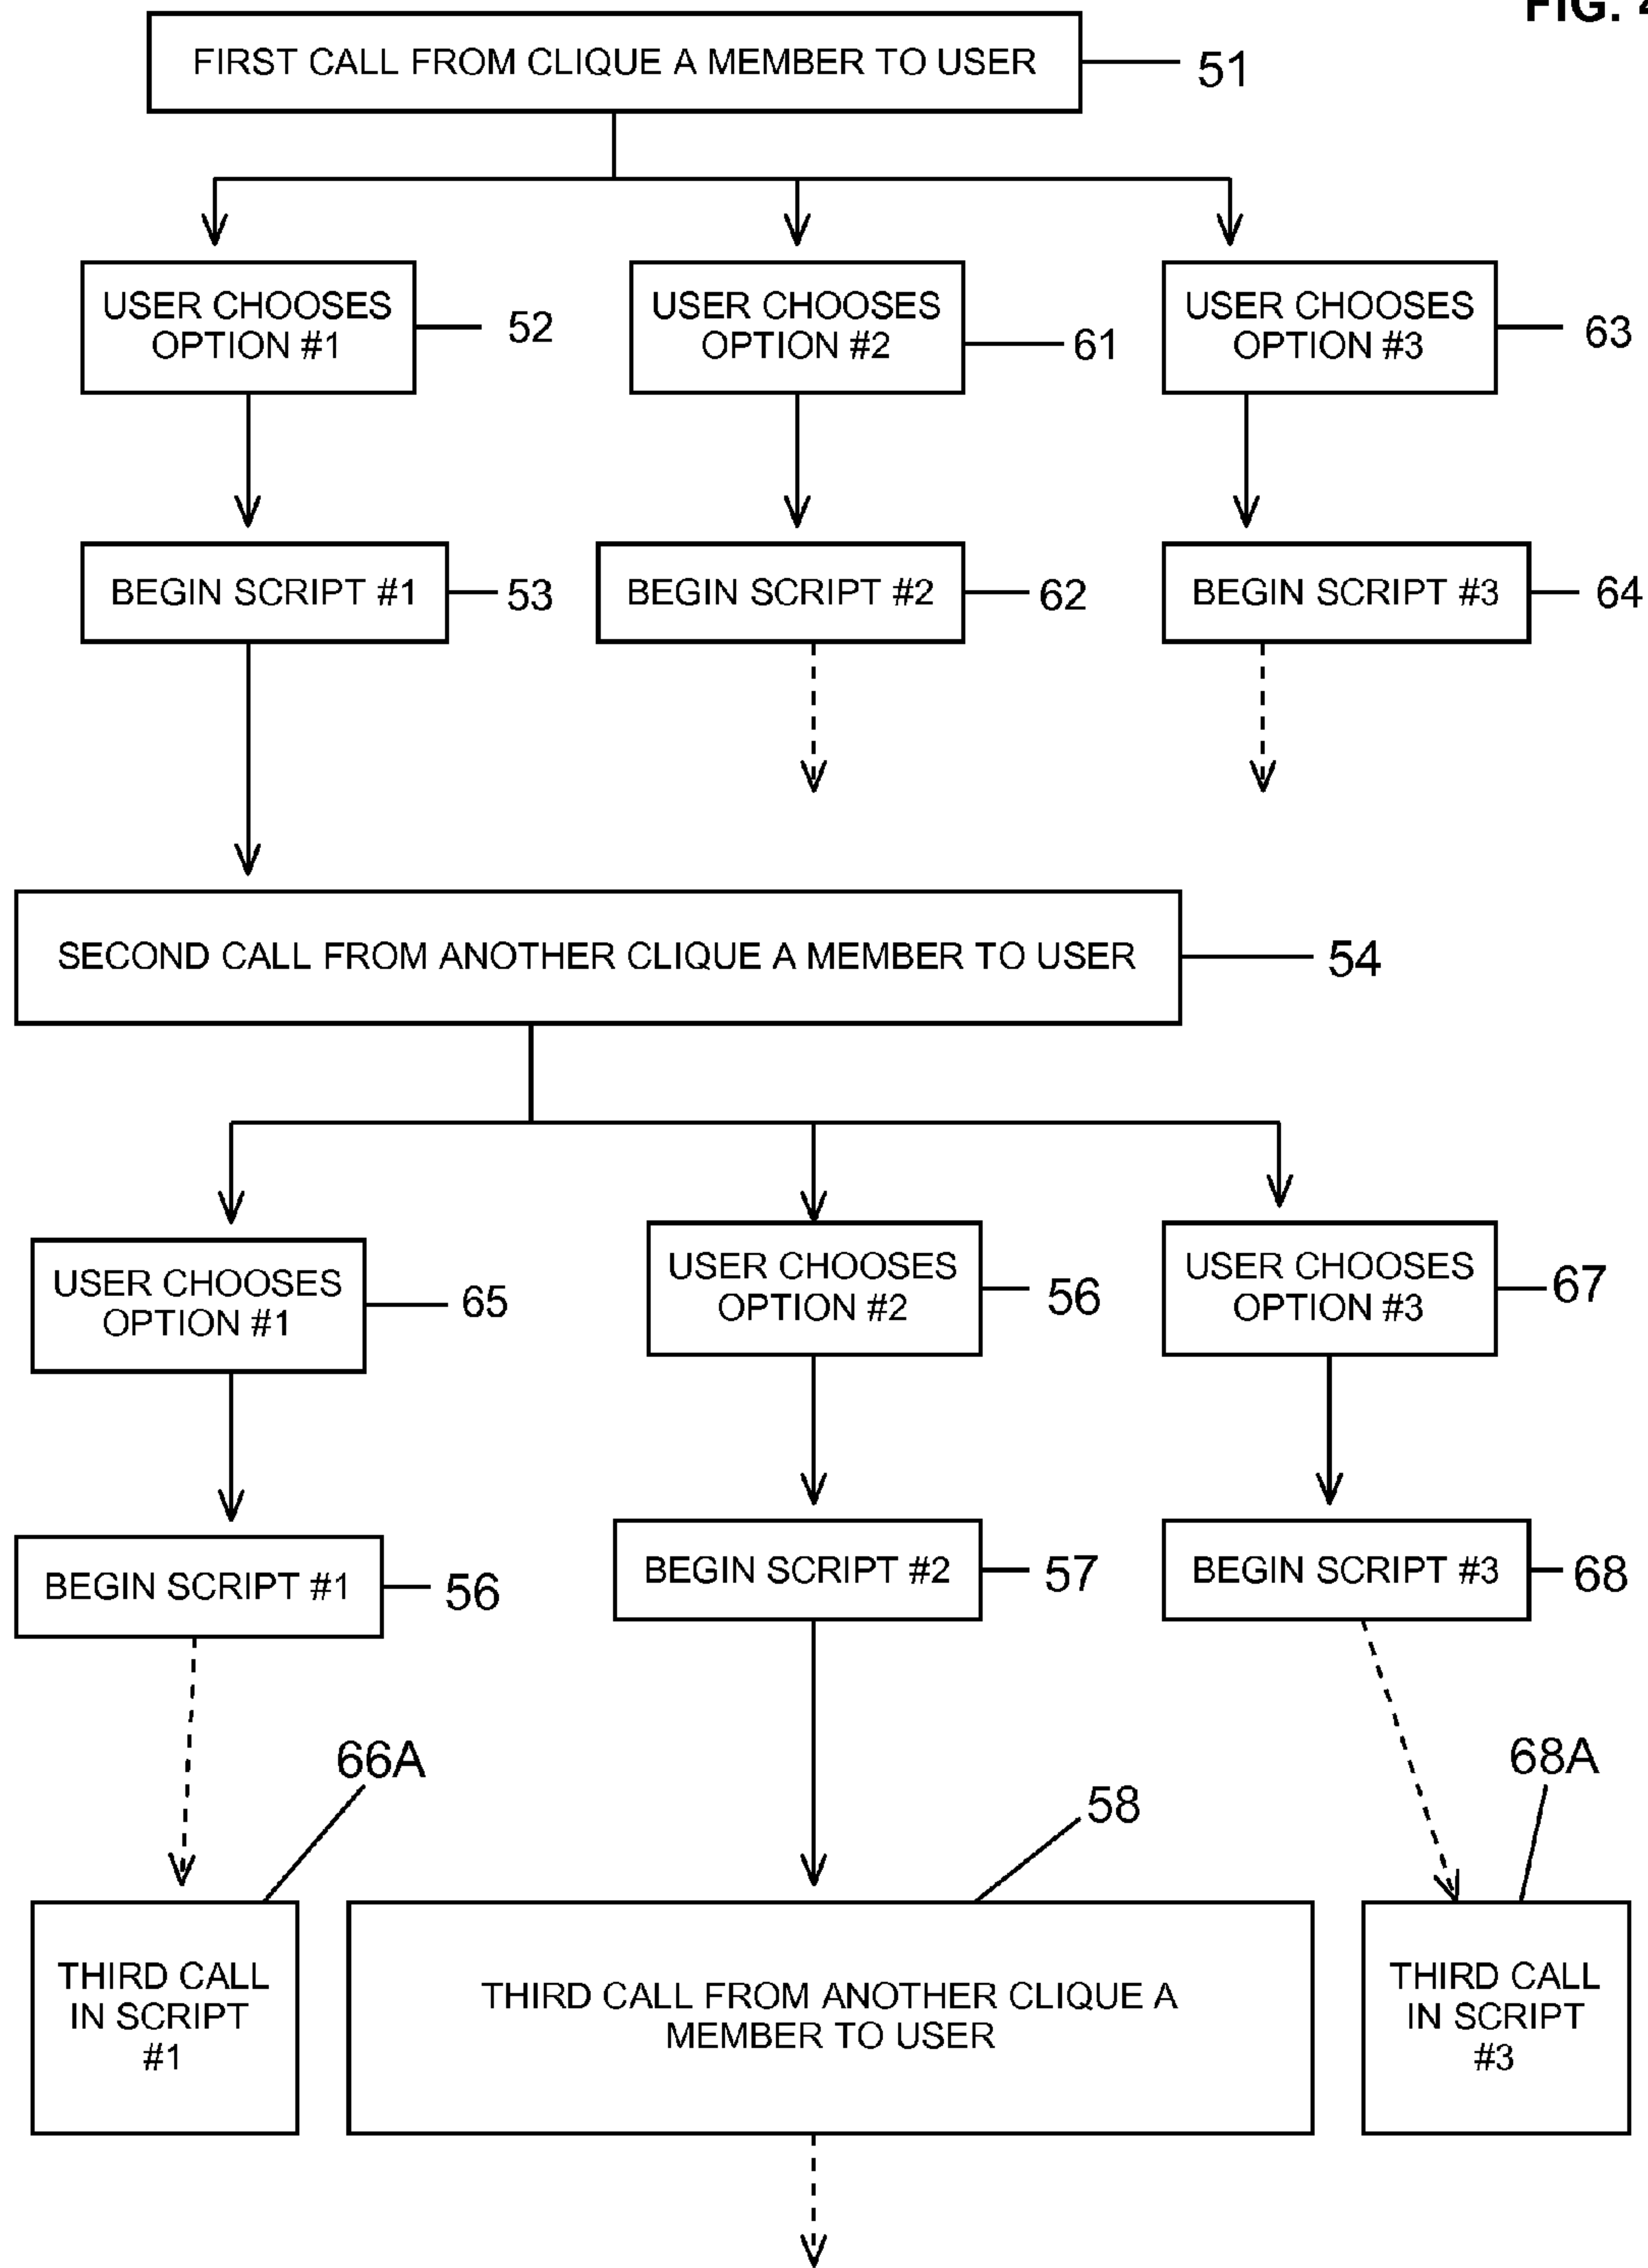 FIG. 4
FIRST CALL FROM CLIQUE A MEMBER TO USER
51
USER CHOOSES
OPTION #1
52
USER CHOOSES
OPTION #2
61
USER CHOOSES
OPTION #3
63
BEGIN SCRIPT #1
53
BEGIN SCRIPT #2
62
BEGIN SCRIPT #3
64
SECOND CALL FROM ANOTHER CLIQUE A MEMBER TO USER
54
USER CHOOSES
OPTION #1
65
USER CHOOSES
OPTION #2
56
USER CHOOSES
OPTION #3
67
BEGIN SCRIPT #1
56
BEGIN SCRIPT #2
57
BEGIN SCRIPT #3
68
66A
58
68A
THIRD CALL
IN SCRIPT
#1
THIRD CALL FROM ANOTHER CLIQUE A
MEMBER TO USER
THIRD CALL
IN SCRIPT
#3